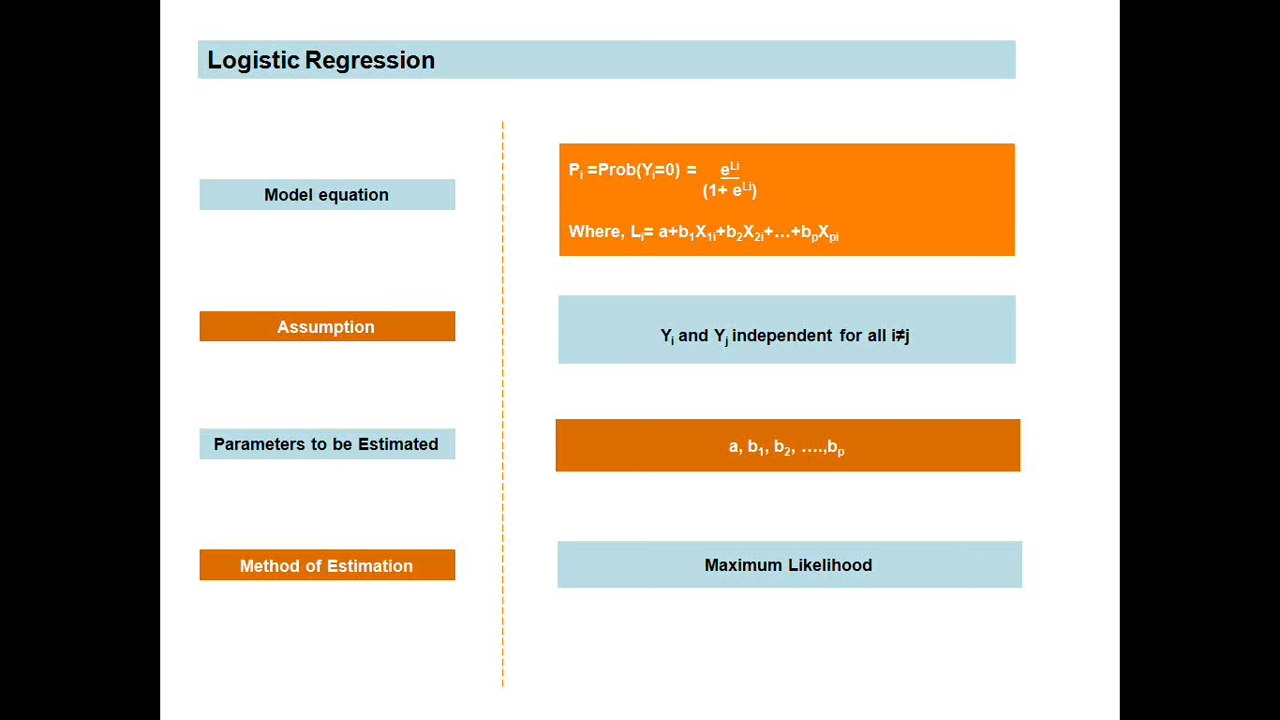 Logistic Regression
Model equation
Pi =Prob(Yi=0) = eLi
(1+ eLi)
Where, Li= a+b1X1i+b2X2i+…+bpXpi
Assumption
Yi and Yj independent for all i≠j
Parameters to be Estimated
a, b1, b2, ….,bp
Method of Estimation
Maximum Likelihood